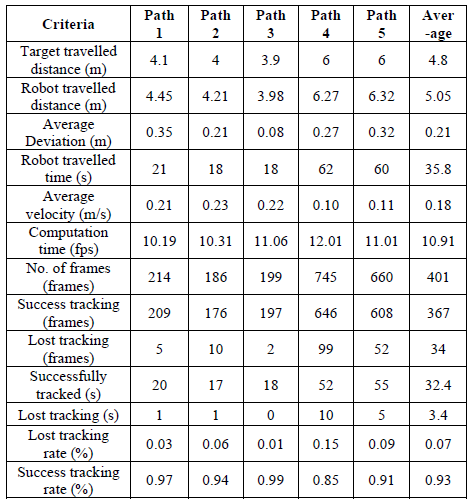 Criteria Path 1 Path 2 Path 3 Path 4 Path 5 Aver-age
Target travelled distance (m) 4.1 4 3.9 6 6 4.8
Robot travelled distance (m) 4.45 4.21 3.98 6.27 6.32 5.05
Average Deviation (m) 0.35 0.21 0.08 0.27 0.32 0.21
Robot travelled time (s) 21 18 18 62 60 35.8
Average velocity (m/s) 0.21 0.23 0.22 0.10 0.11 0.18
Computation time (fps) 10.19 10.31 11.06 12.01 11.01 10.91
No. of frames (frames) 214 186 199 745 660 401
Success tracking (frames) 209 176 197 646 608 367
Lost tracking (frames) 5 10 2 99 52 34
Successfully tracked (s) 20 17 18 52 55 32.4
Lost tracking (s) 1 1 0 10 5 3.4
Lost tracking rate (%) 0.03 0.06 0.01 0.15 0.09 0.07
Success tracking rate (%) 0.97 0.94 0.99 0.85 0.91 0.93